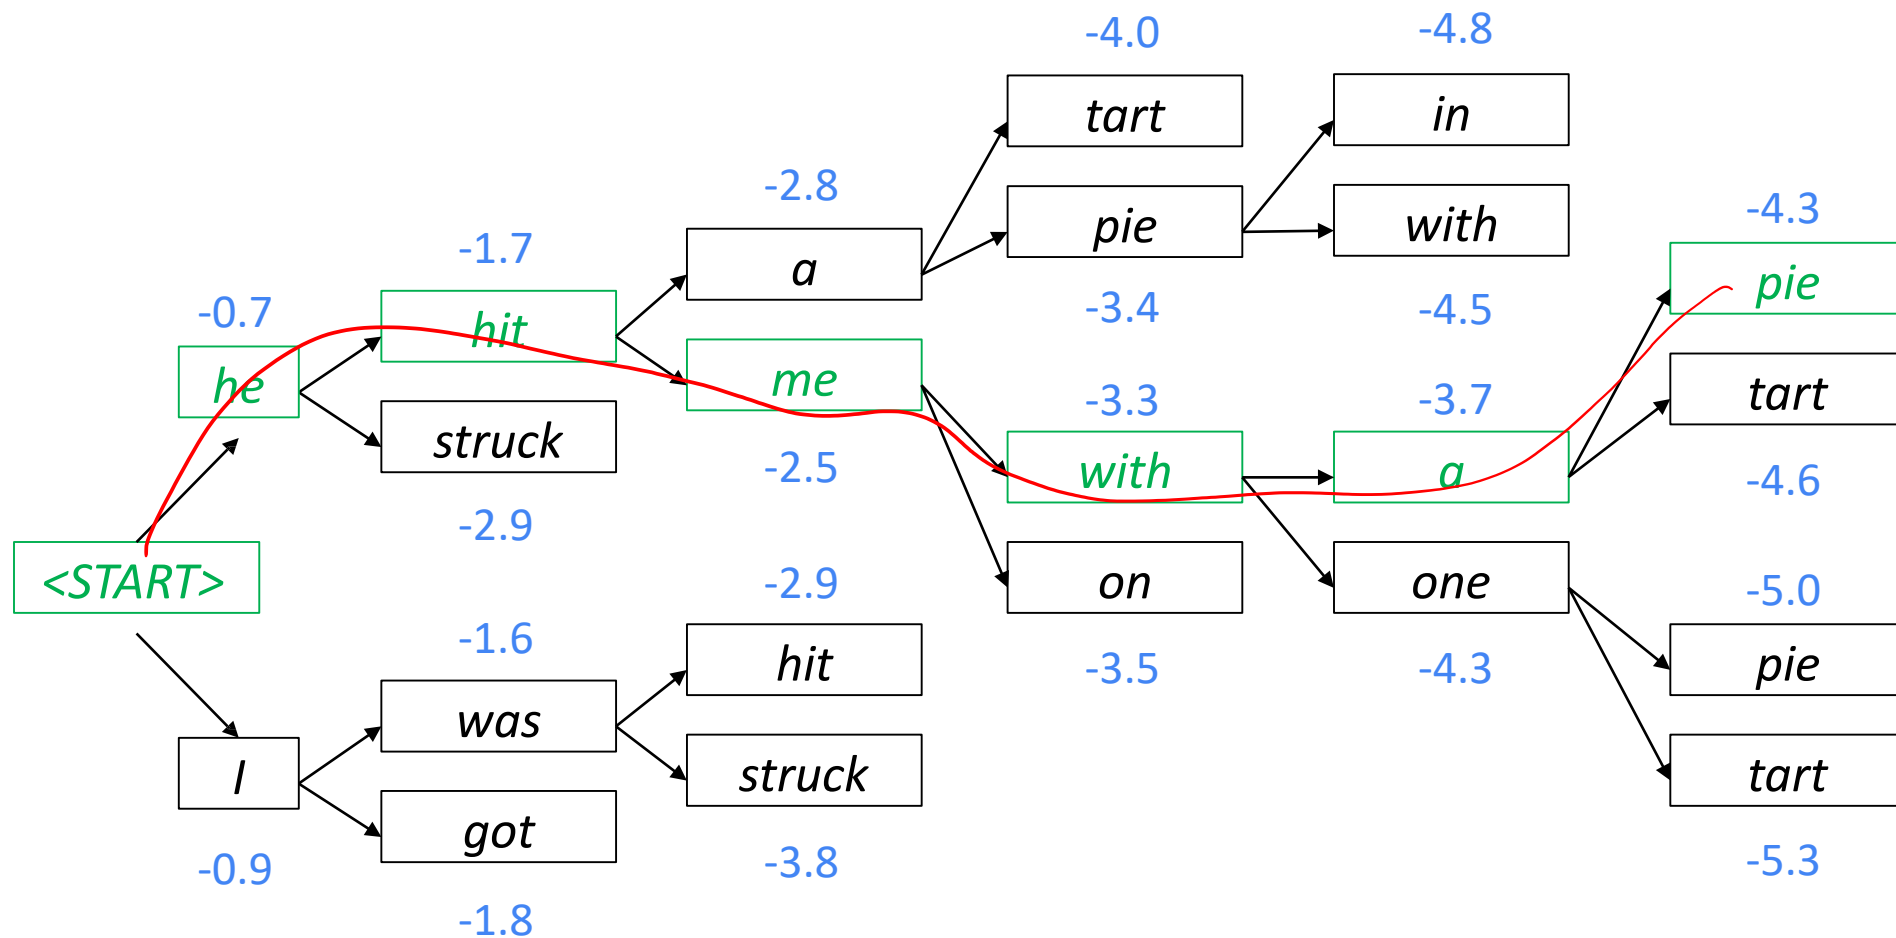 -4.0
-4.8
tart
in
-2.8
-4.3
pie
with
-1.7
a
pie
-0.7
-3.4
-4.5
hit
he
me
-3.3
-3.7
tart
struck
-2.5
with
a
-4.6
-2.9
<START>
-2.9
on
one
-5.0
-1.6
hit
-3.5
-4.3
pie
was
I
struck
tart
got
-0.9
-3.8
-5.3
-1.8